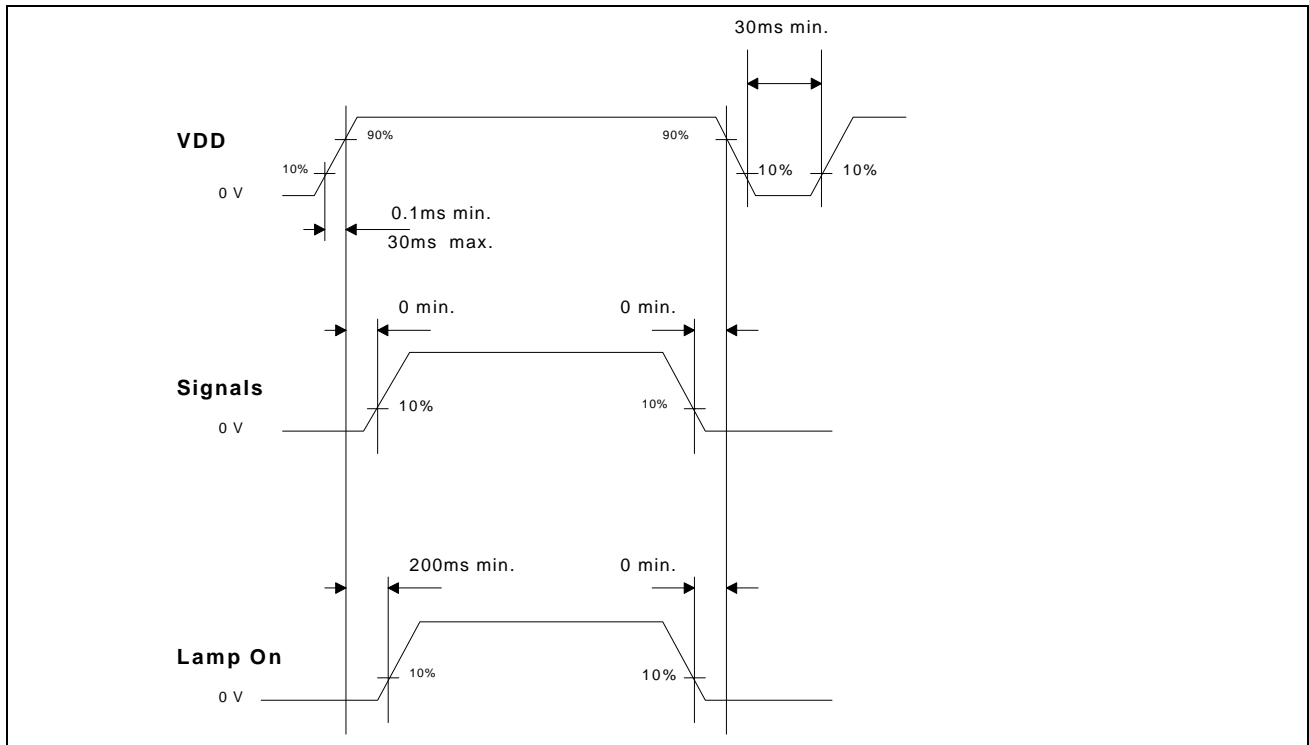 30ms min.
VDD
90%
90%
10%
10%
10%
0 V
0.1ms min.
30ms max.
0 min.
0 min.
Signals
10%
10%
0 V
200ms min.
0 min.
Lamp On
10%
10%
0 V